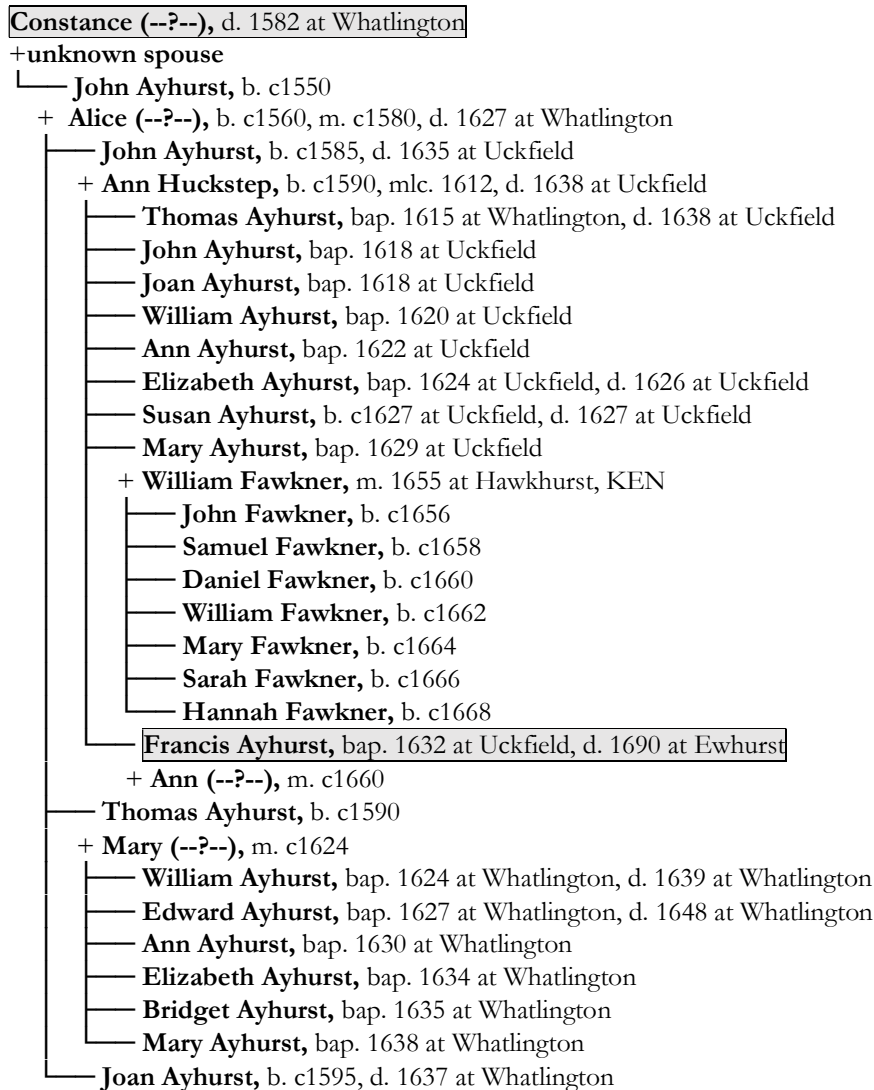 Constance (--?--), d. 1582 at Whatlington
+unknown spouse
John Ayhurst, b. c1550
+ Alice (--?--), b. c1560, m. c1580, d. 1627 at Whatlington
John Ayhurst, b. c1585, d. 1635 at Uckfield
+ Ann Huckstep, b. c1590, mlc. 1612, d. 1638 at Uckfield
Thomas Ayhurst, bap. 1615 at Whatlington, d. 1638 at Uckfield
John Ayhurst, bap. 1618 at Uckfield
Joan Ayhurst, bap. 1618 at Uckfield
William Ayhurst, bap. 1620 at Uckfield
Ann Ayhurst, bap. 1622 at Uckfield
Elizabeth Ayhurst, bap. 1624 at Uckfield, d. 1626 at Uckfield
Susan Ayhurst, b. c1627 at Uckfield, d. 1627 at Uckfield
Mary Ayhurst, bap. 1629 at Uckfield
+ William Fawkner, m. 1655 at Hawkhurst, KEN
John Fawkner, b. c1656
Samuel Fawkner, b. c1658
Daniel Fawkner, b. c1660
William Fawkner, b. c1662
Mary Fawkner, b. c1664
Sarah Fawkner, b. c1666
Hannah Fawkner, b. c1668
Francis Ayhurst, bap. 1632 at Uckfield, d. 1690 at Ewhurst
+ Ann (--?--), m. c1660
Thomas Ayhurst, b. c1590
+ Mary (--?--), m. c1624
William Ayhurst, bap. 1624 at Whatlington, d. 1639 at Whatlington
Edward Ayhurst, bap. 1627 at Whatlington, d. 1648 at Whatlington
Ann Ayhurst, bap. 1630 at Whatlington
Elizabeth Ayhurst, bap. 1634 at Whatlington
Bridget Ayhurst, bap. 1635 at Whatlington
Mary Ayhurst, bap. 1638 at Whatlington
Joan Ayhurst, b. c1595, d. 1637 at Whatlington